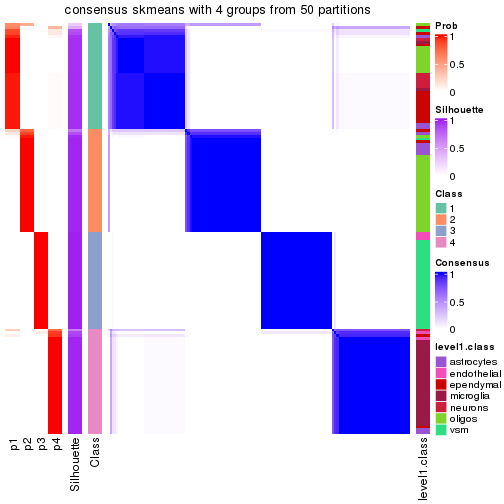 consensus skmeans with 4 groups from 50 partitions
Prob
1
0.5
0
Silhouette
1
0.5
0
Class
1
2
3
4
Consensus
1
0.5
0
level1.class
astrocytes
endothelial
ependymal
microglia
neurons
oligos
vsm
p1
p2
p3
p4
Silhouette
Class
level1.class